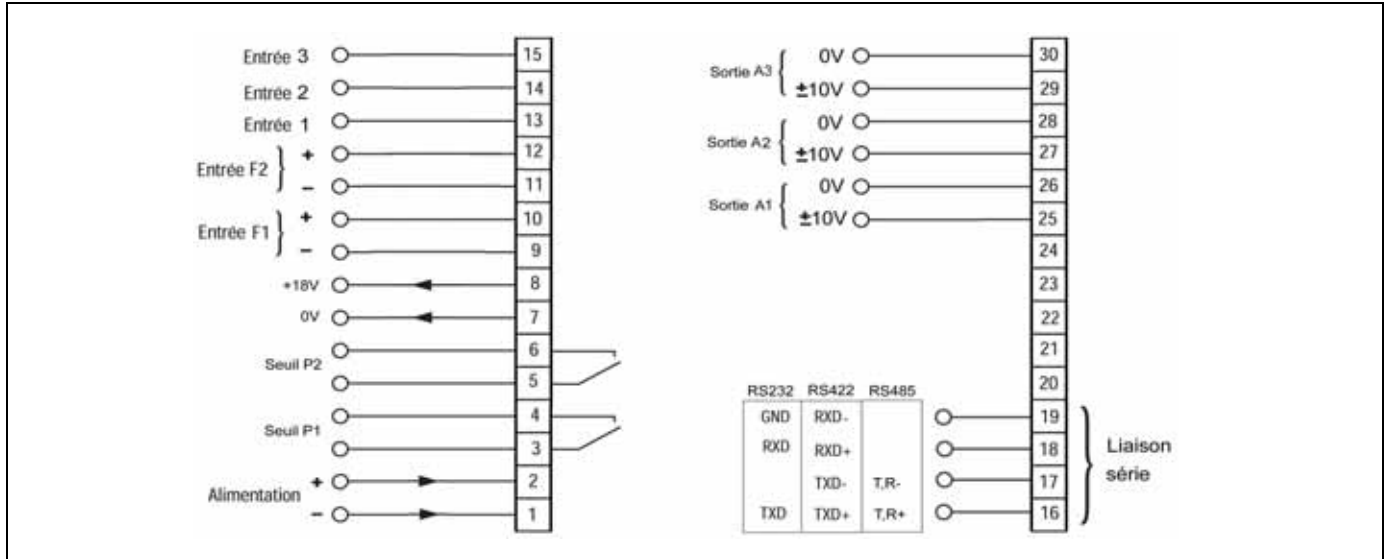 Entrée 3 15
Entrée 2 14
Entrée 1 13
Entrée F2 + 12
- 11
Entrée F1 + 10
- 9
+18V 8
0V 7
Seuil P2 6
5
Seuil P1 4
3
Alimentation + 2
- 1
Sortie A3 0V 30
±10V 29
Sortie A2 0V 28
±10V 27
Sortie A1 0V 26
±10V 25
24
23
22
21
20
RS232 RS422 RS485
GND RXD- 19
RXD RXD+ 18
TXD- T,R- 17
TXD TXD+ T,R+ 16
Liaison
série